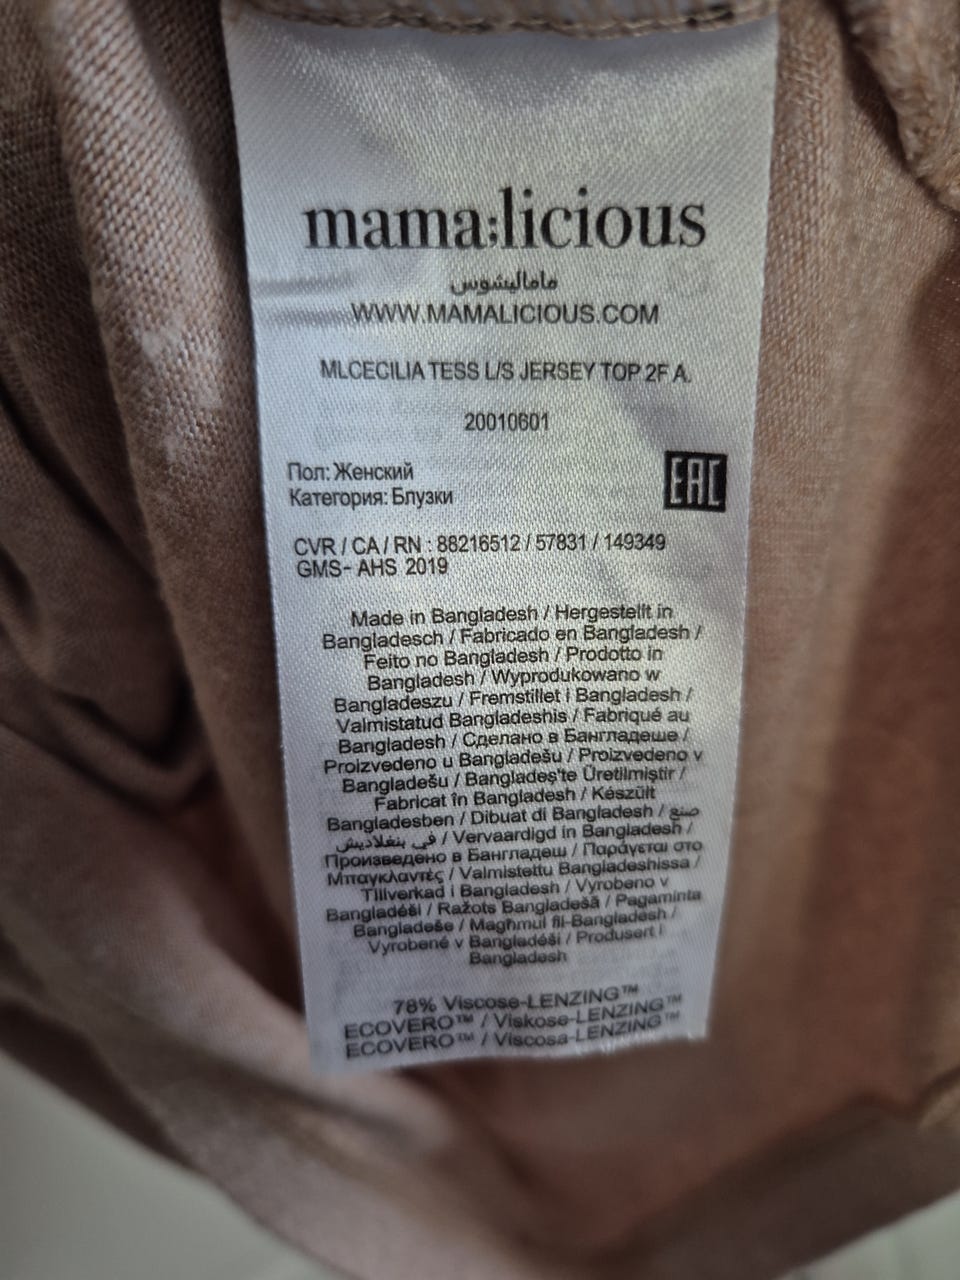 mama;licious
ماماليشوس
WWW.MAMALICIOUS.COM
MLCECILIA TESS L/S JERSEY TOP 2F A.
20010601
Пол: Женский
Категория: Блузки
EAC
CVR / CA / RN : 88216512 / 57831 / 149349
GMS- AHS 2019
Made in Bangladesh / Hergestellt in
Bangladesch / Fabricado en Bangladesh /
Feito no Bangladesh / Prodotto in
Bangladesh / Wyprodukowano w
Bangladeszu / Fremstillet i Bangladesh /
Valmistatud Bangladeshis / Fabriqué au
Bangladesh / Сделано в Бангладеше /
Proizvedeno u Bangladešu / Proizvedeno v
Bangladešu / Bangladeş'te Üretilmiştir /
Fabricat în Bangladesh / Készült
Bangladesben / Dibuat di Bangladesh / صنع
في بنغلاديش / Vervaardigd in Bangladesh /
Произведено в Бангладеш / Παράγεται στο
Μπαγκλαντές / Valmistettu Bangladeshissa /
Tillverkad i Bangladesh / Vyrobeno v
Bangladéši / Ražots Bangladešā / Pagaminta
Bangladeše / Magħmul fil-Bangladesh /
Vyrobené v Bangladéši / Produsert i
Bangladesh
78% Viscose-LENZING™
ECOVERO™ / Viskose-LENZING™
ECOVERO™ / Viscosa-LENZING™